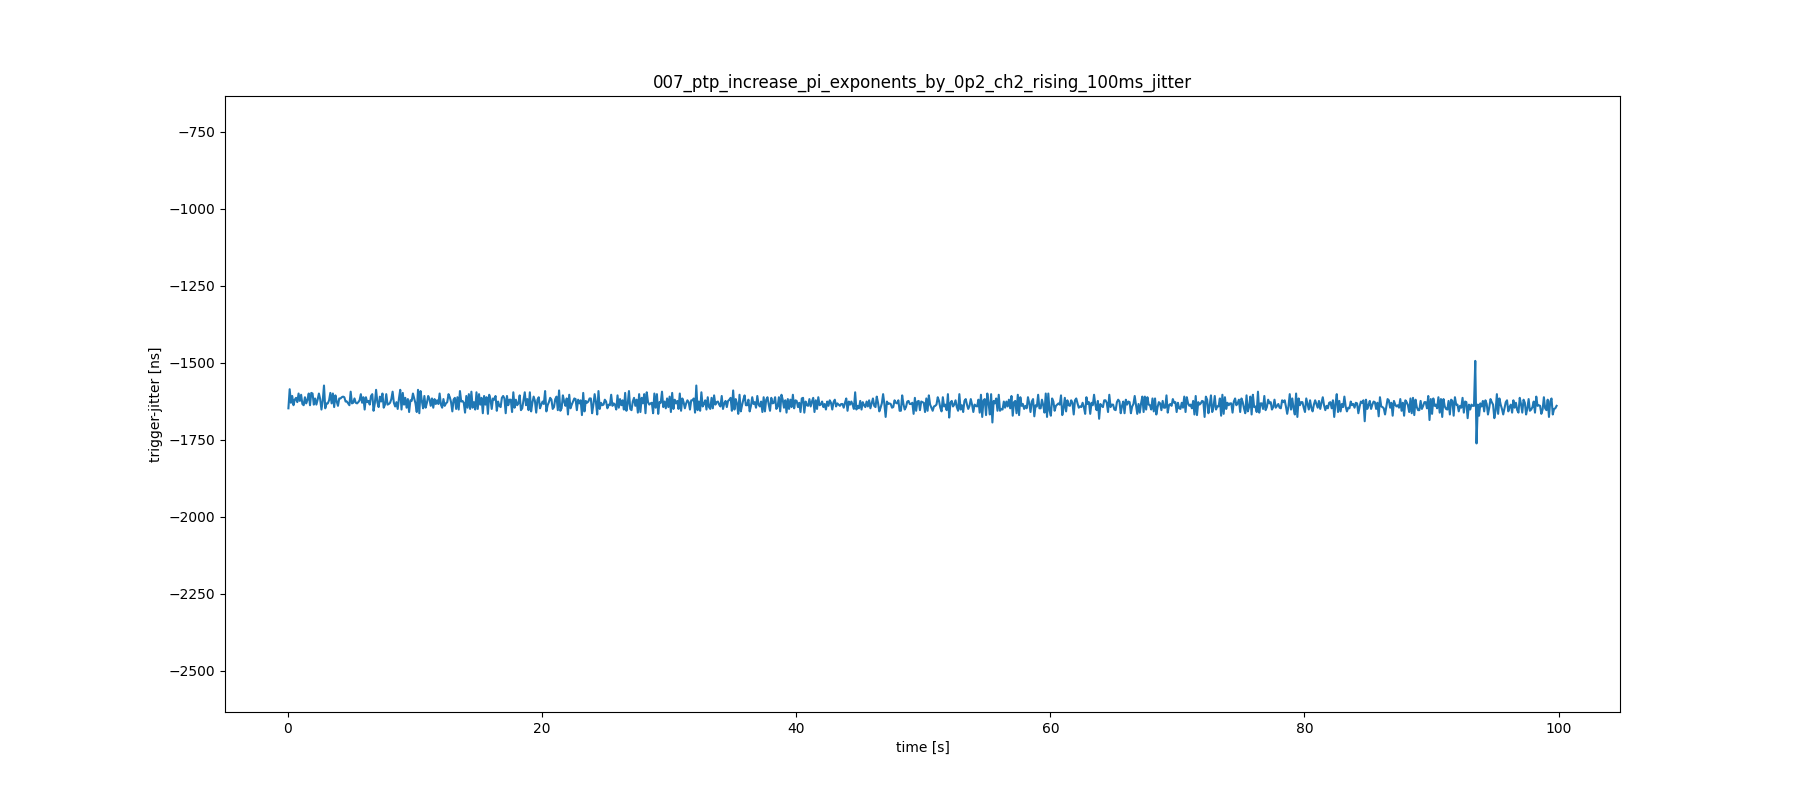 007_ptp_increase_pi_exponents_by_0p2_ch2_rising_100ms_jitter
−750
−1000
−1250
−1500
−1750
−2000
−2250
−2500
trigger-jitter [ns]
0 20 40 60 80 100
time [s]